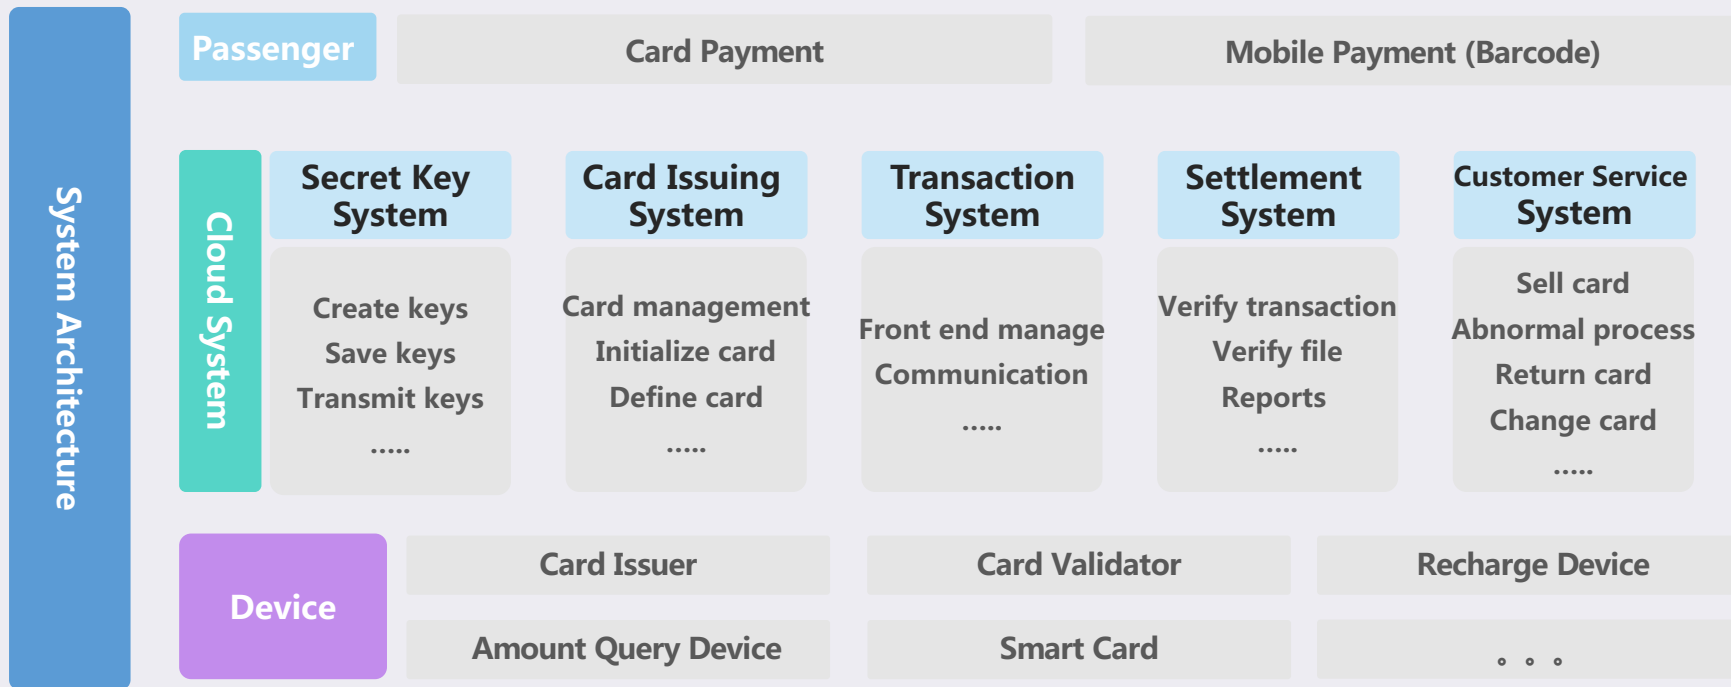 System Architecture
Passenger
Card Payment
Mobile Payment (Barcode)
Cloud System
Secret Key
System
Create keys
Save keys
Transmit keys
.....
Card Issuing
System
Card management
Initialize card
Define card
.....
Transaction
System
Front end manage
Communication
.....
Settlement
System
Verify transaction
Verify file
Reports
.....
Customer Service
System
Sell card
Abnormal process
Return card
Change card
.....
Device
Card Issuer
Card Validator
Recharge Device
Amount Query Device
Smart Card
。。。